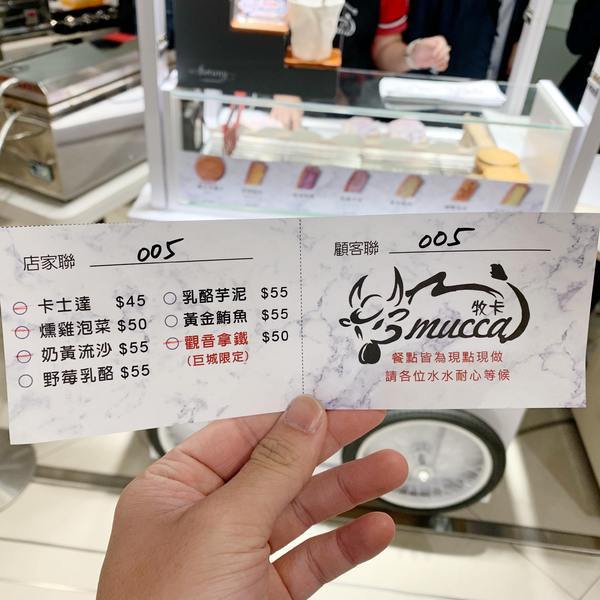 店家聯 005
卡士達 $45
燻雞泡菜 $50
奶黃流沙 $55
野莓乳酪 $55
乳酪芋泥 $55
黃金鮪魚 $55
觀音拿鐵 $50
(巨城限定)
顧客聯 005
牧卡
mucca
餐點皆為現點現做
請各位水水耐心等候